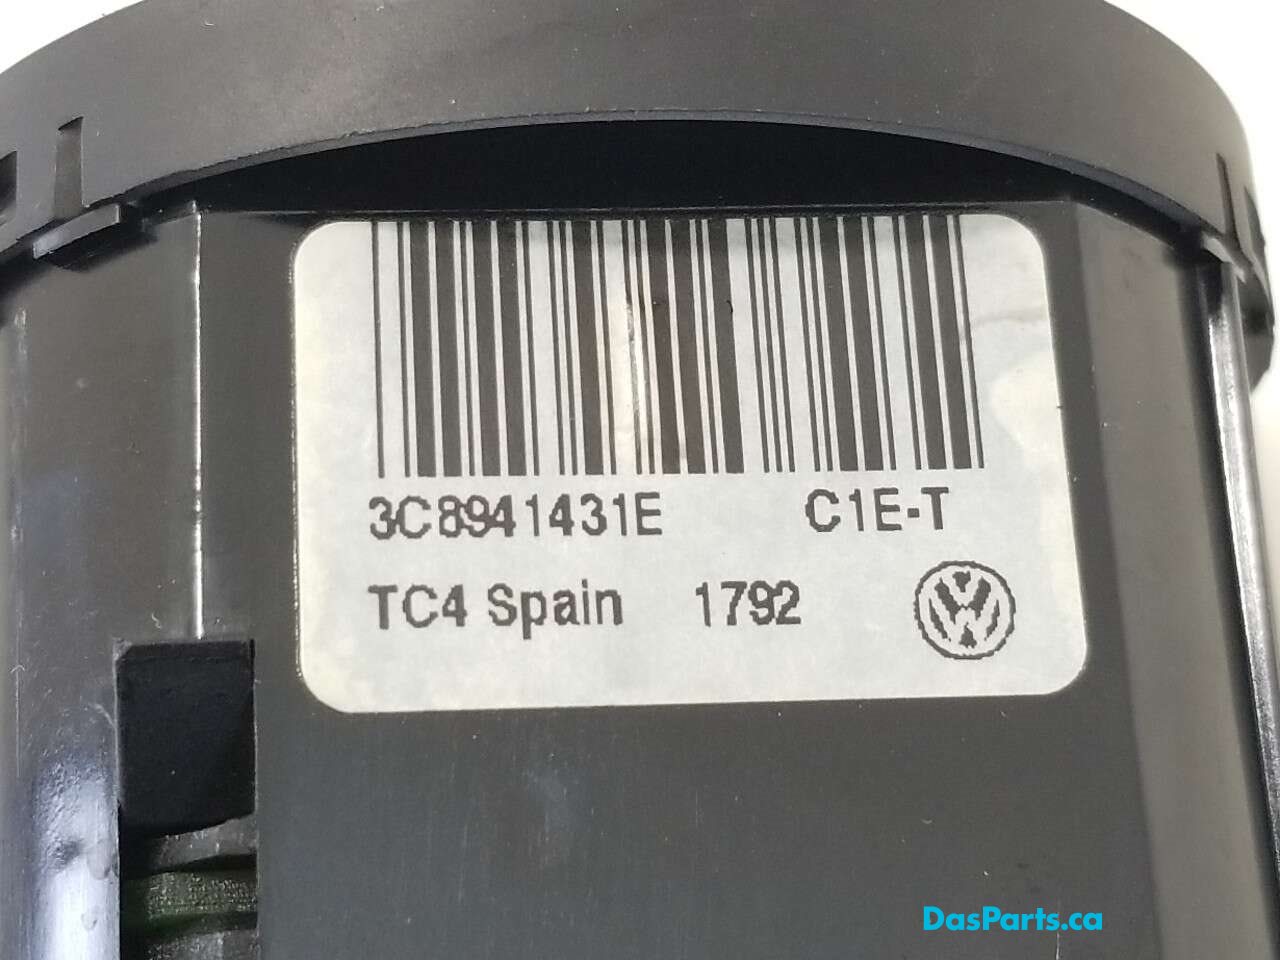 3C8941431E C1E-T
TC4 Spain 1792
DasParts.ca